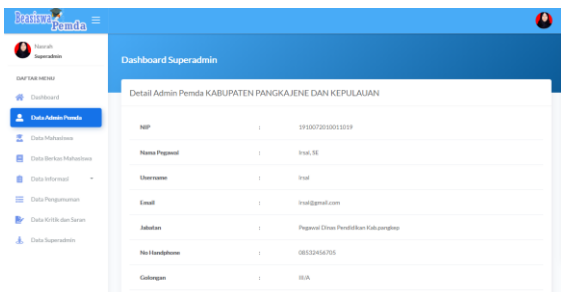 Beasiswa
Pemda
Nasrah
Superadmin
DAFTAR MENU
Dashboard
Data Admin Pemda
Data Mahasiswa
Data Berkas Mahasiswa
Data Informasi
Data Pengumuman
Data Kritik dan Saran
Data Superadmin
Dashboard Superadmin
Detail Admin Pemda KABUPATEN PANGKAJENE DAN KEPULAUAN
NIP : 1910072010011019
Nama Pegawai : Irsal, SE
Username : irsal
Email : irsal@gmail.com
Jabatan : Pegawai Dinas Pendidikan Kab.pangkep
No Handphone : 08532456705
Golongan : III/A